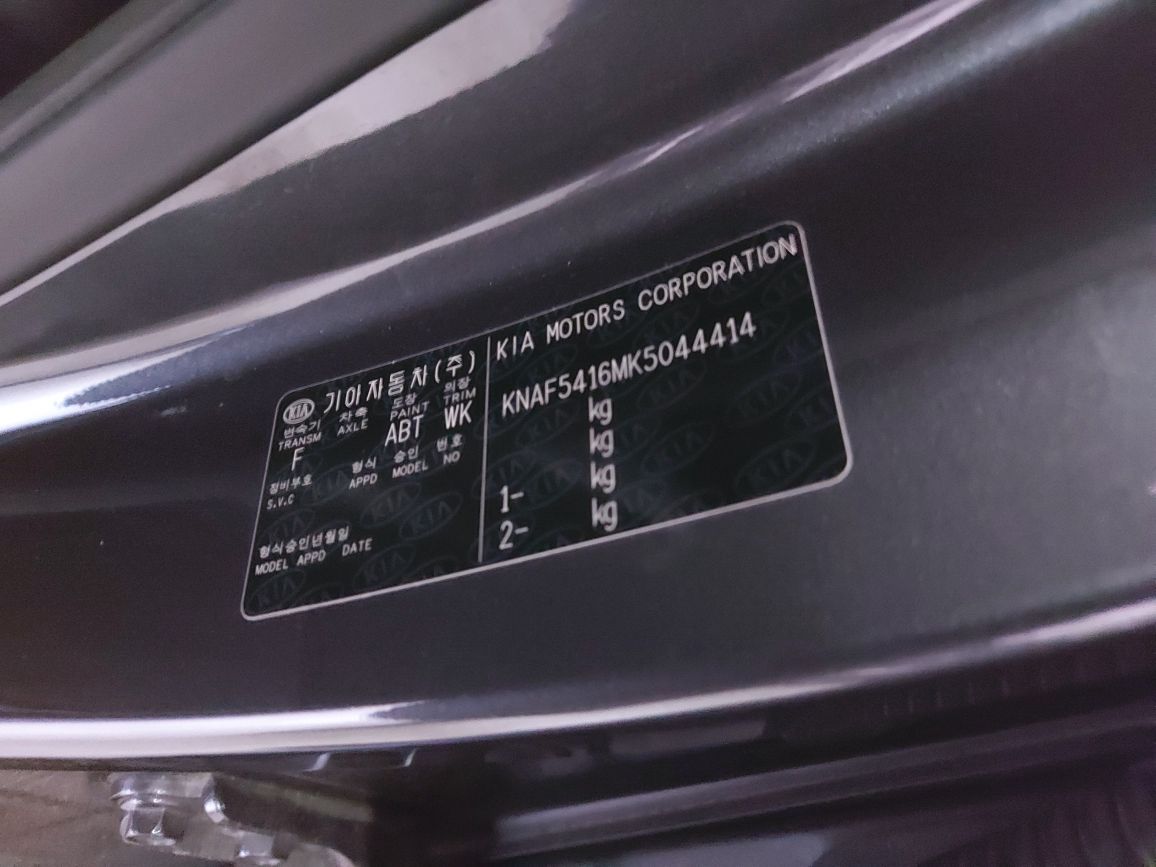 KIA 기아자동차(주)
변속기 차축 도장 의장
TRANSM AXLE PAINT TRIM
F ABT WK
정비부호 형식 승인 번호
S.V.C APPD MODEL NO
형식승인년월일
MODEL APPD DATE
KIA MOTORS CORPORATION
KNAF5416MK5044414
kg
kg
1- kg
2- kg